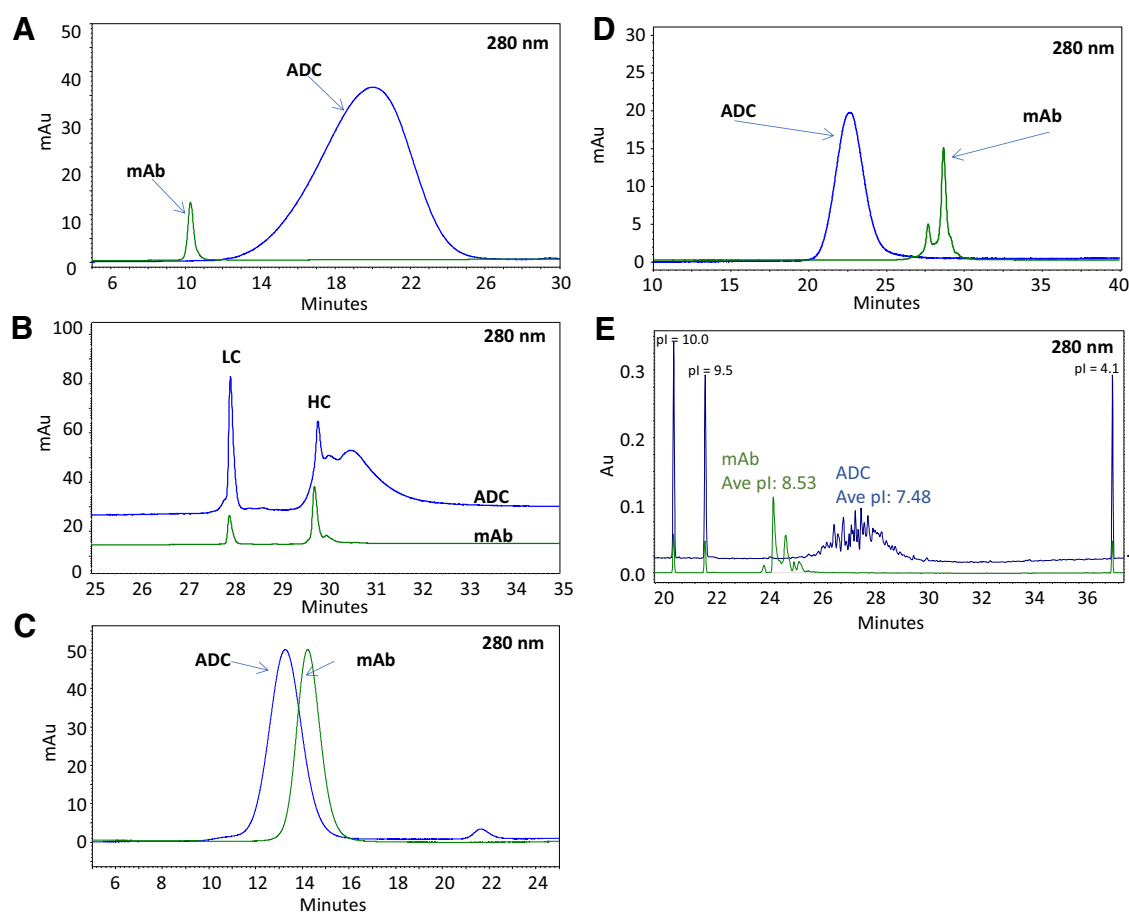 A
50
40
30
20
10
0
mAu
280 nm
ADC
mAb
6 10 14 18 22 26 30
Minutes
B
100
80
60
40
20
0
mAu
280 nm
LC
HC
ADC
mAb
25 26 27 28 29 30 31 32 33 34 35
Minutes
C
50
40
30
20
10
0
mAu
280 nm
ADC mAb
6 8 10 12 14 16 18 20 22 24
Minutes
D
30
25
20
15
10
5
0
mAu
280 nm
ADC
mAb
10 15 20 25 30 35 40
Minutes
E
0.3
0.2
0.1
0.0
Au
pI = 10.0
280 nm
pI = 9.5
pI = 4.1
mAb
Ave pI: 8.53
ADC
Ave pI: 7.48
20 22 24 26 28 30 32 34 36
Minutes